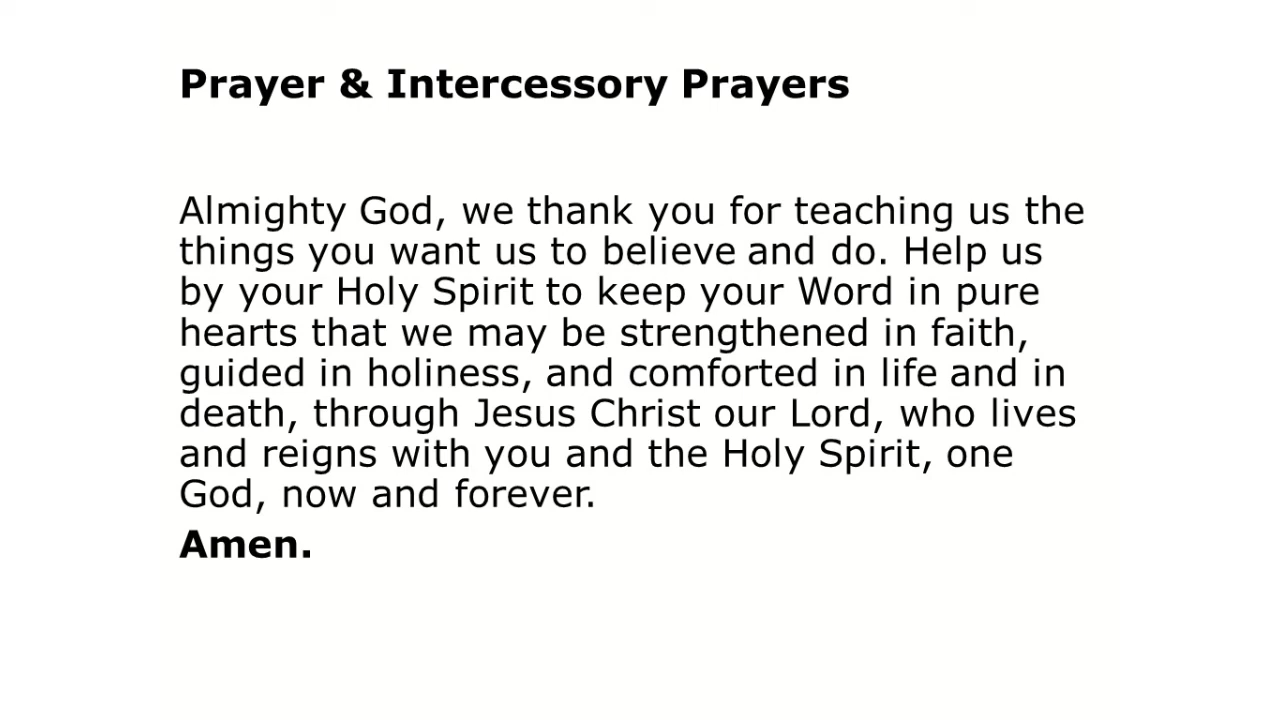 Prayer & Intercessory Prayers
Almighty God, we thank you for teaching us the
things you want us to believe and do. Help us
by your Holy Spirit to keep your Word in pure
hearts that we may be strengthened in faith,
guided in holiness, and comforted in life and in
death, through Jesus Christ our Lord, who lives
and reigns with you and the Holy Spirit, one
God, now and forever.
Amen.